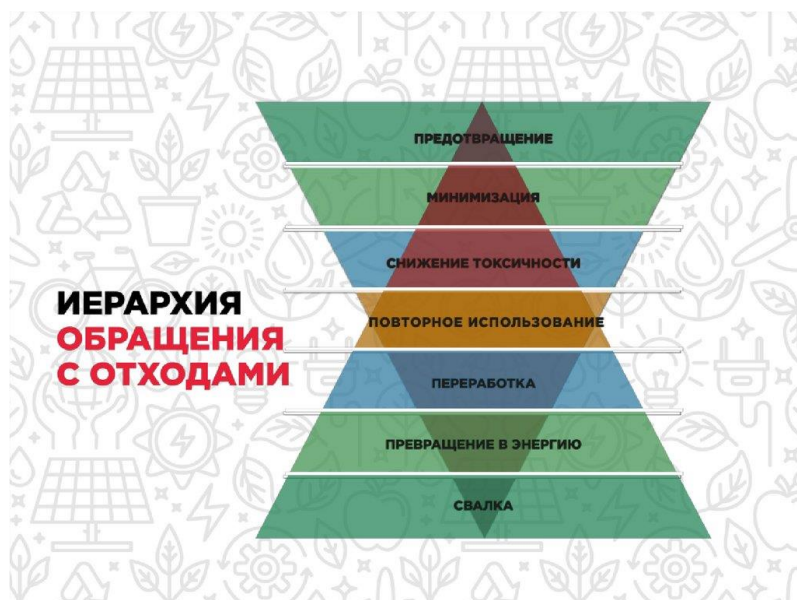 ПРЕДОТВРАЩЕНИЕ
МИНИМИЗАЦИЯ
СНИЖЕНИЕ ТОКСИЧНОСТИ
ИЕРАРХИЯ
ОБРАЩЕНИЯ
С ОТХОДАМИ
ПОВТОРНОЕ ИСПОЛЬЗОВАНИЕ
ПЕРЕРАБОТКА
ПРЕВРАЩЕНИЕ В ЭНЕРГИЮ
СВАЛКА